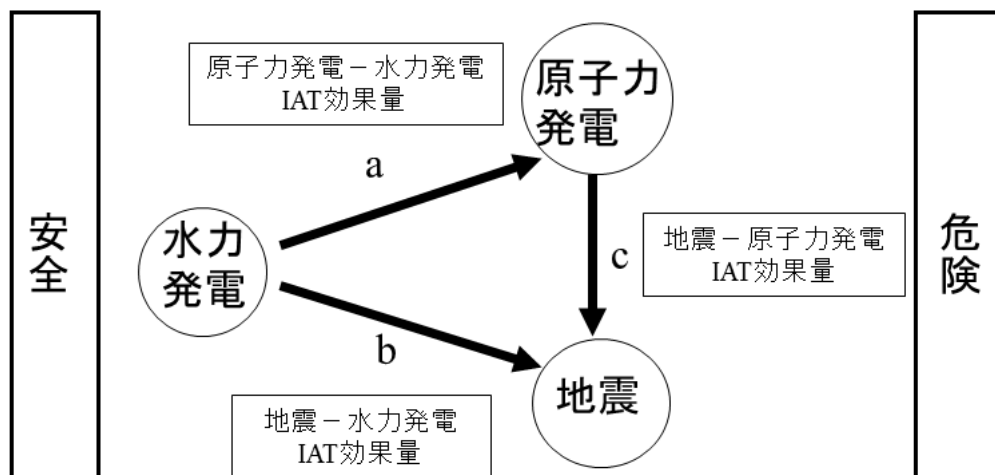 安全
原子力発電－水力発電
IAT効果量
原子力
発電
a
水力
発電
c
地震－原子力発電
IAT効果量
b
地震
地震－水力発電
IAT効果量
危険